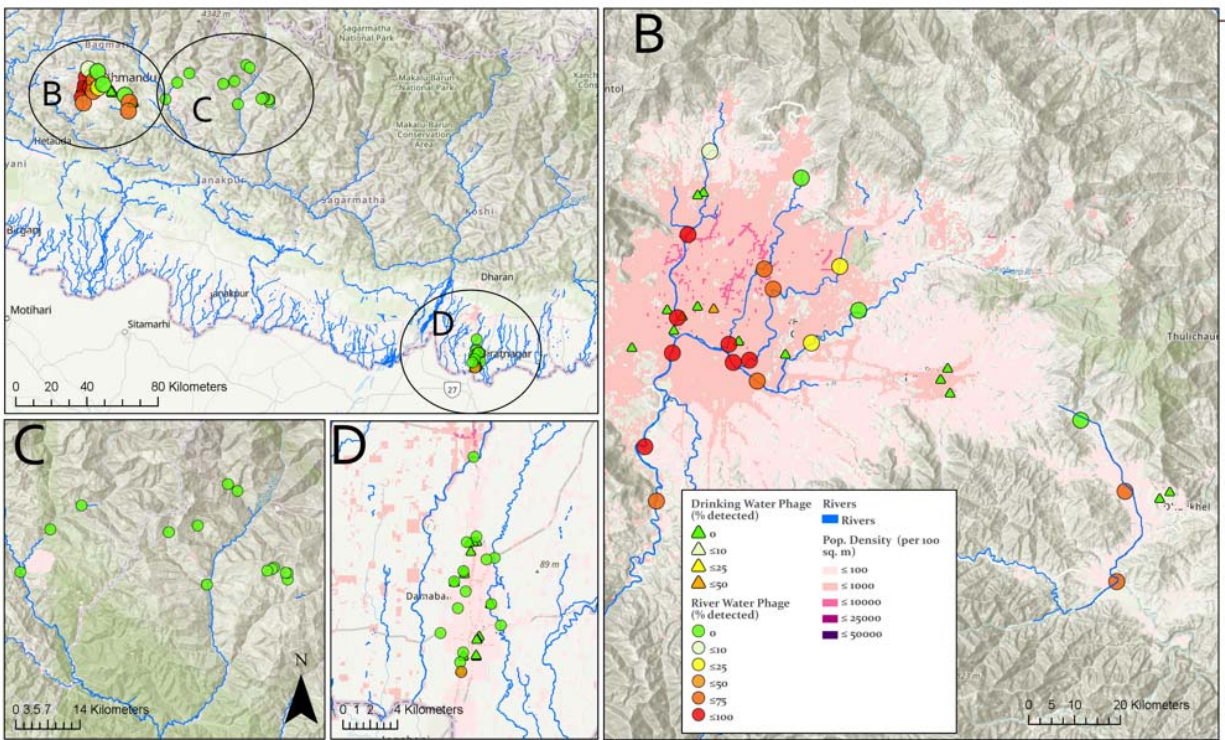 4342 m
Sagarmatha
National Park
Bagmati
B
C
Makalu-Barun
National Park
Makalu-Barun
Conservation
Area
Hetauda
Janakpur
Sagarmatha
Koshi
Birganj
Dharan
Janakpur
Motihari
Sitamarhi
D
27
0 20 40 80 Kilometers
C
N
0 3.5 7 14 Kilometers
D
89 m
0 1 2 4 Kilometers
B
Thulichaur
Drinking Water Phage
(% detected)
0
≤10
≤25
≤50
River Water Phage
(% detected)
0
≤10
≤25
≤50
≤75
≤100
Rivers
Rivers
Pop. Density (per 100
sq. m)
≤ 100
≤ 1000
≤ 10000
≤ 25000
≤ 50000
0 5 10 20 Kilometers